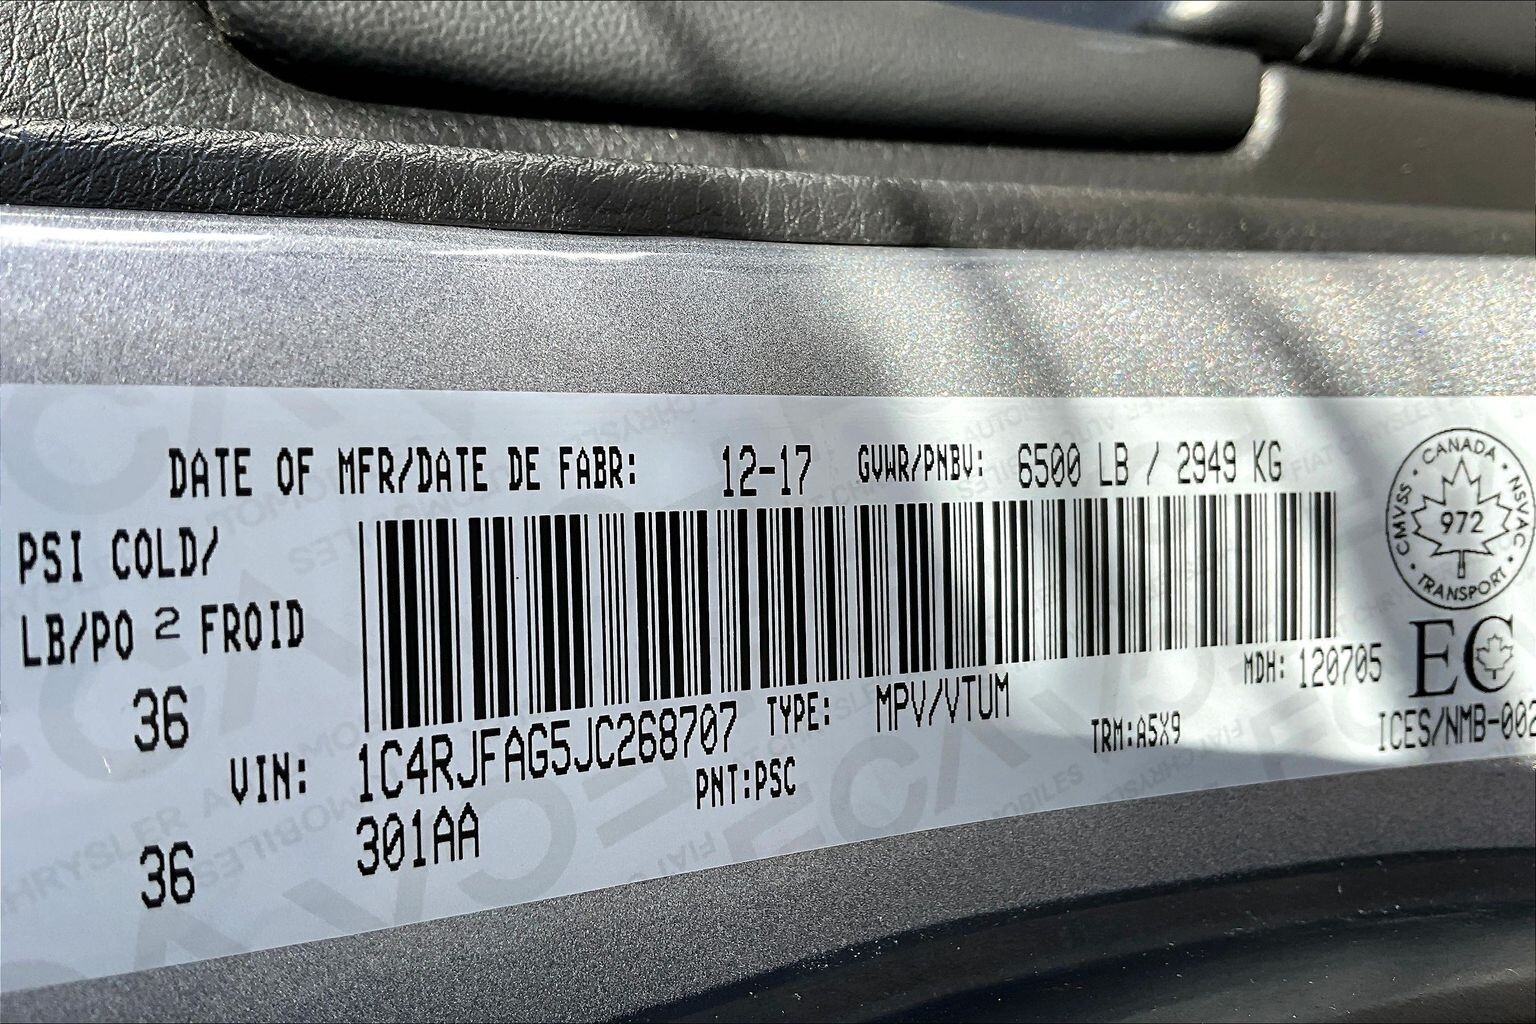 DATE OF MFR/DATE DE FABR: 12-17 GVWR/PNBV: 6500 LB / 2949 KG
PSI COLD/
LB/PO 2 FROID
36
36
VIN: 1C4RJFAG5JC268707 TYPE: MPV/VTUM
301AA
PNT:PSC
MDH: 120705
TRM:A5X9
CANADA
CMVSS · NSVAC
972
TRANSPORT
EC
ICES/NMB-002